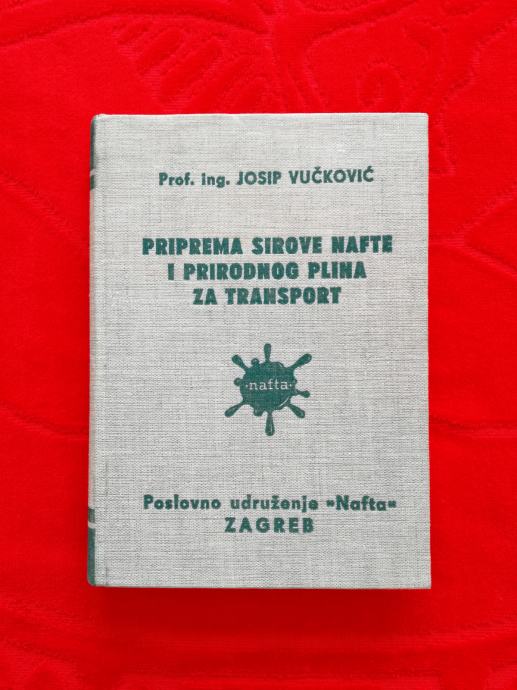 Prof. ing. JOSIP VUČKOVIĆ
PRIPREMA SIROVE NAFTE
I PRIRODNOG PLINA
ZA TRANSPORT
·nafta·
Poslovno udruženje »Nafta«
ZAGREB